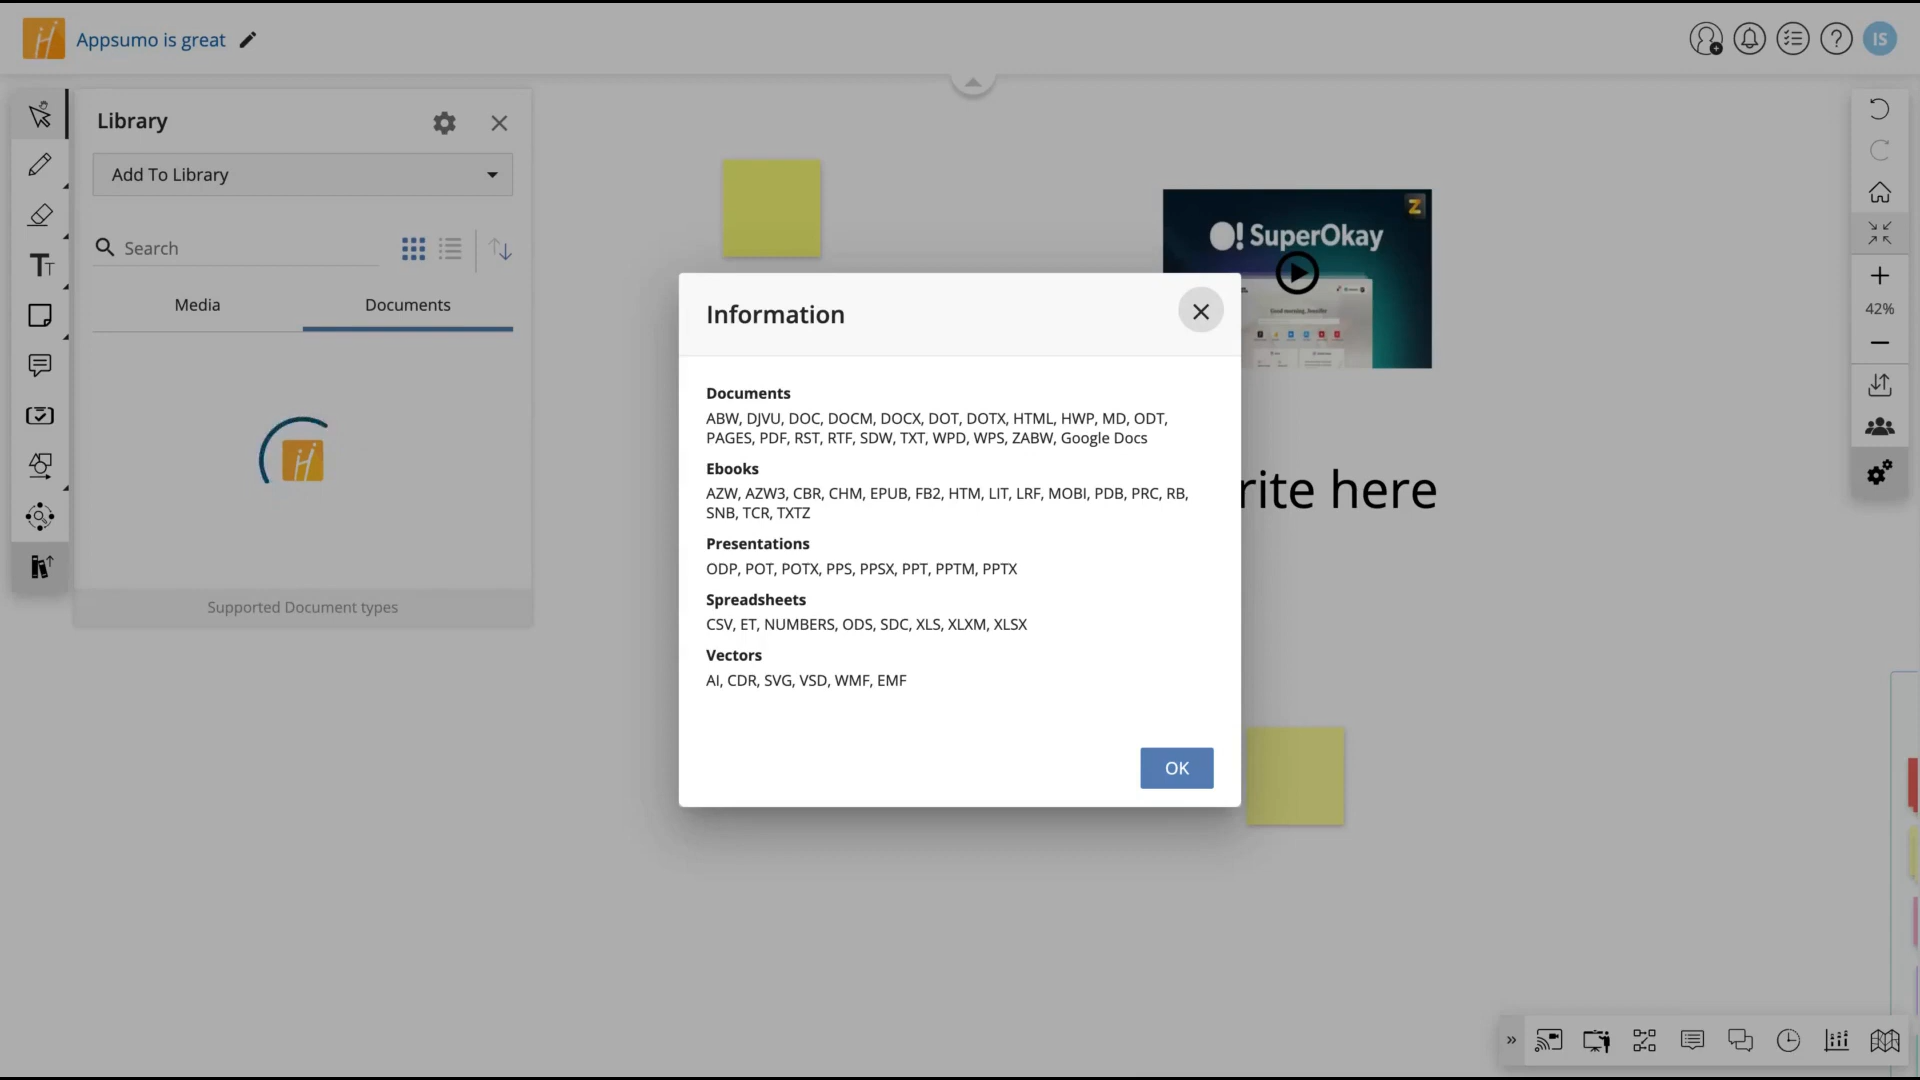 Appsumo is great
IS
Library
Add To Library
Search
Media
Documents
Supported Document types
SuperOkay
Z
Good morning, Jennifer
Information
Documents
ABW, DJVU, DOC, DOCM, DOCX, DOT, DOTX, HTML, HWP, MD, ODT,
PAGES, PDF, RST, RTF, SDW, TXT, WPD, WPS, ZABW, Google Docs
Ebooks
AZW, AZW3, CBR, CHM, EPUB, FB2, HTM, LIT, LRF, MOBI, PDB, PRC, RB,
SNB, TCR, TXTZ
Presentations
ODP, POT, POTX, PPS, PPSX, PPT, PPTM, PPTX
Spreadsheets
CSV, ET, NUMBERS, ODS, SDC, XLS, XLXM, XLSX
Vectors
AI, CDR, SVG, VSD, WMF, EMF
OK
rite here
42%